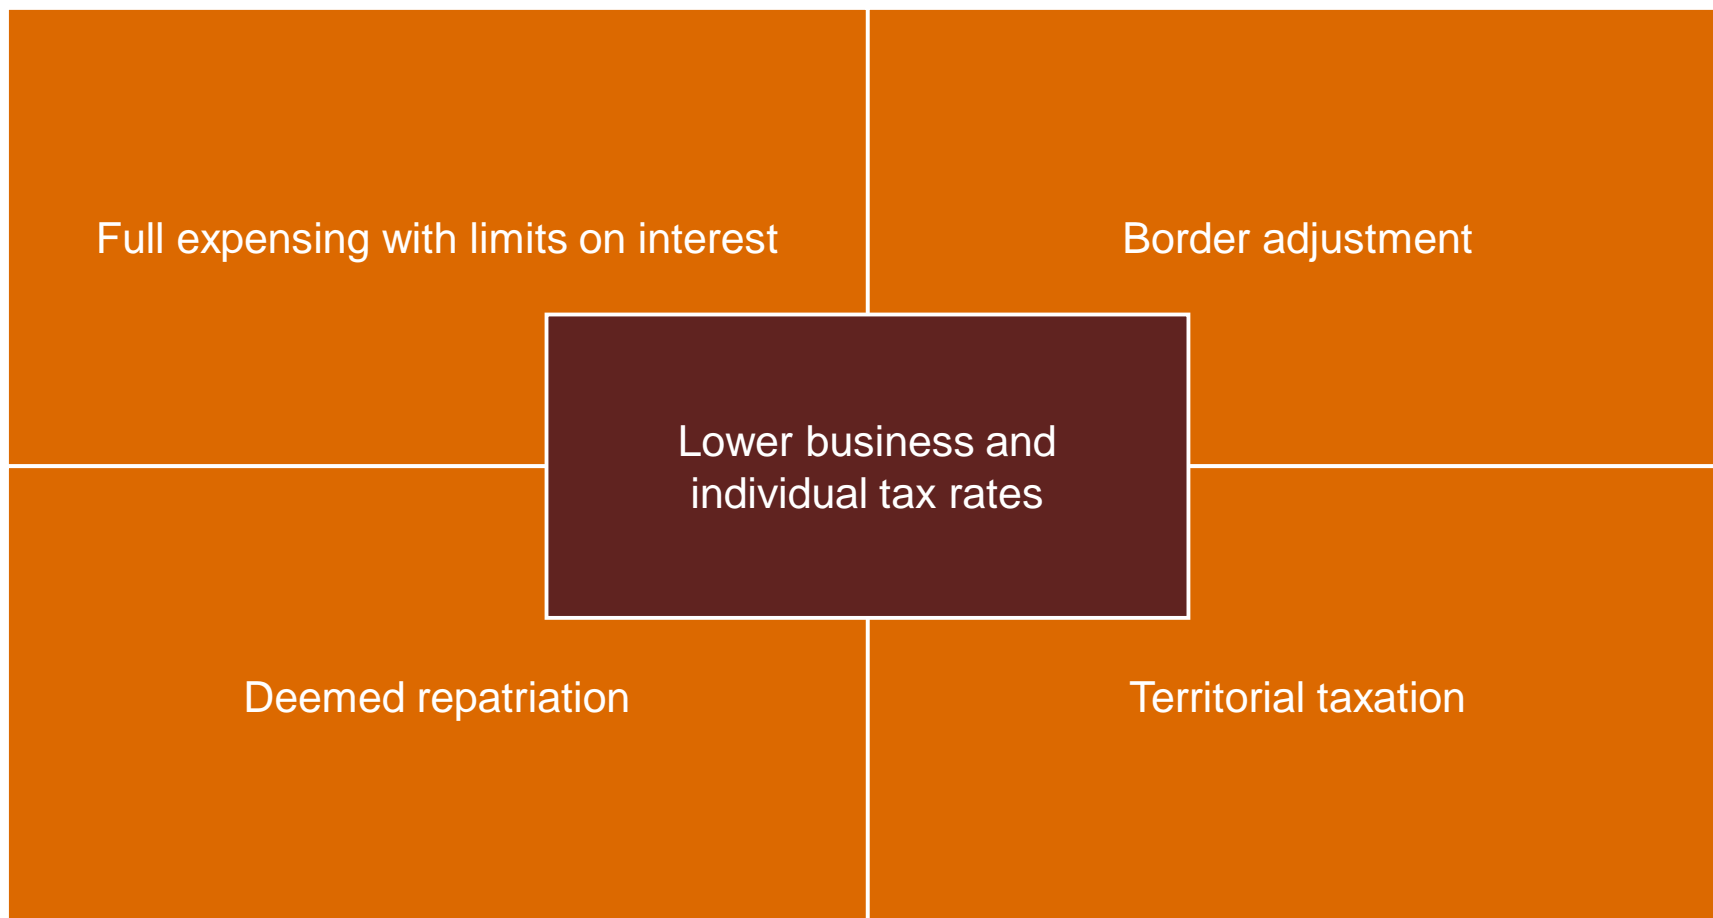 Full expensing with limits on interest
Border adjustment
Lower business and
individual tax rates
Deemed repatriation
Territorial taxation